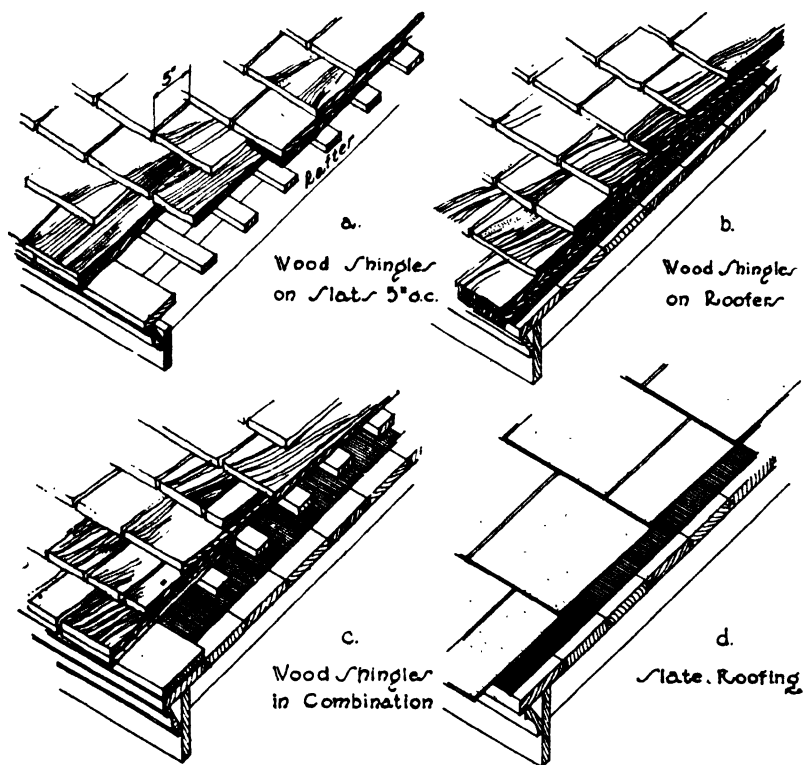 5"
Rafter
a.
Wood Shingles
on Slats 5" o.c.
b.
Wood Shingles
on Roofers
c.
Wood Shingles
in Combination
d.
Slate. Roofing